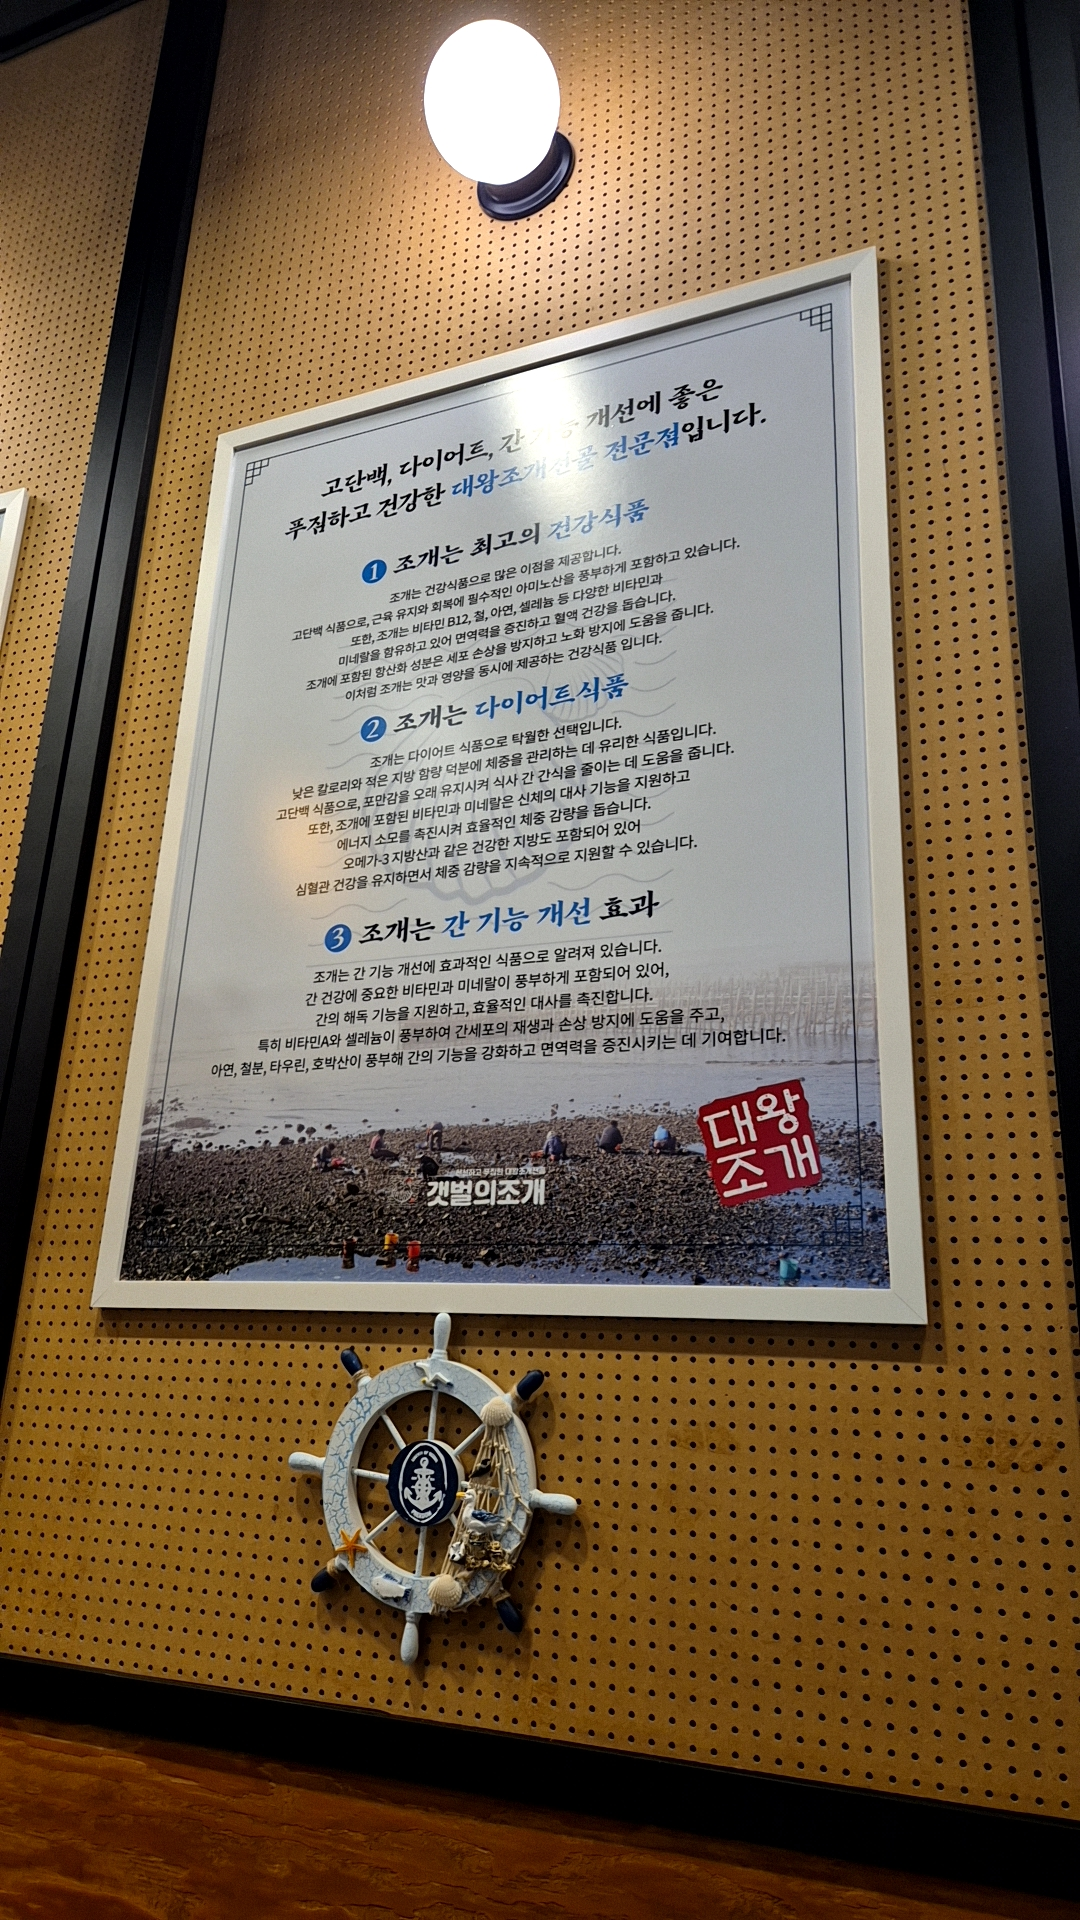 고단백, 다이어트, 간기능 개선에 좋은
푸짐하고 건강한 대왕조개전골 전문점입니다.
1 조개는 최고의 건강식품
조개는 건강식품으로 많은 이점을 제공합니다.
고단백 식품으로, 근육 유지와 회복에 필수적인 아미노산을 풍부하게 포함하고 있습니다.
또한, 조개는 비타민 B12, 철, 아연, 셀레늄 등 다양한 비타민과
미네랄을 함유하고 있어 면역력을 증진하고 혈액 건강을 돕습니다.
조개에 포함된 항산화 성분은 세포 손상을 방지하고 노화 방지에 도움을 줍니다.
이처럼 조개는 맛과 영양을 동시에 제공하는 건강식품 입니다.
2 조개는 다이어트식품
조개는 다이어트 식품으로 탁월한 선택입니다.
낮은 칼로리와 적은 지방 함량 덕분에 체중을 관리하는 데 유리한 식품입니다.
고단백 식품으로, 포만감을 오래 유지시켜 식사 간 간식을 줄이는 데 도움을 줍니다.
또한, 조개에 포함된 비타민과 미네랄은 신체의 대사 기능을 지원하고
에너지 소모를 촉진시켜 효율적인 체중 감량을 돕습니다.
오메가-3 지방산과 같은 건강한 지방도 포함되어 있어
심혈관 건강을 유지하면서 체중 감량을 지속적으로 지원할 수 있습니다.
3 조개는 간 기능 개선 효과
조개는 간 기능 개선에 효과적인 식품으로 알려져 있습니다.
간 건강에 중요한 비타민과 미네랄이 풍부하게 포함되어 있어,
간의 해독 기능을 지원하고, 효율적인 대사를 촉진합니다.
특히 비타민A와 셀레늄이 풍부하여 간세포의 재생과 손상 방지에 도움을 주고,
아연, 철분, 타우린, 호박산이 풍부해 간의 기능을 강화하고 면역력을 증진시키는 데 기여합니다.
대왕
조개
갯벌의조개